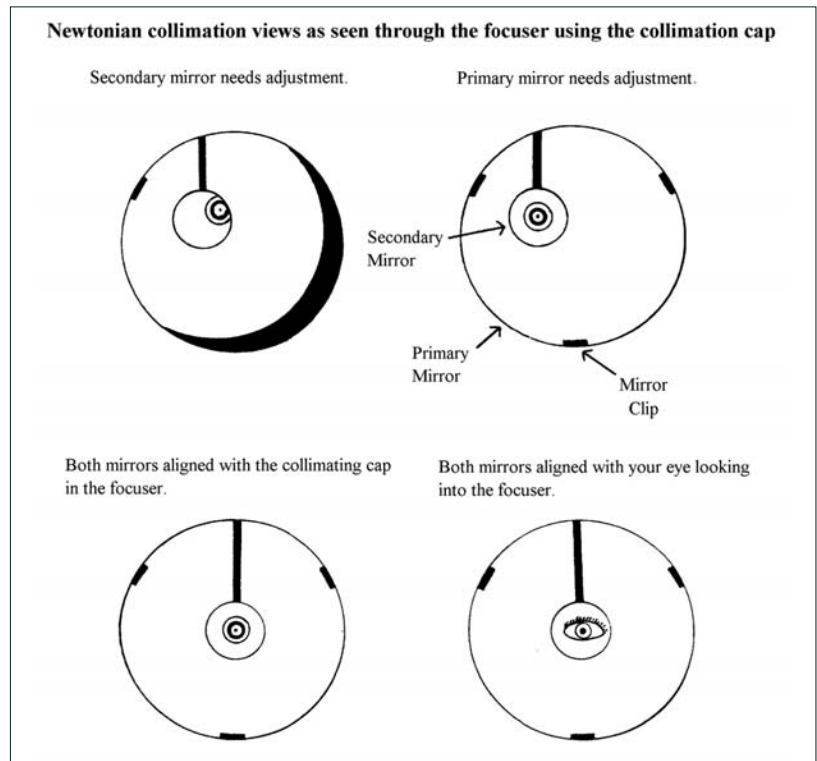 Newtonian collimation views as seen through the focuser using the collimation cap
Secondary mirror needs adjustment.
Primary mirror needs adjustment.
Secondary
Mirror
Primary
Mirror
Mirror
Clip
Both mirrors aligned with the collimating cap
in the focuser.
Both mirrors aligned with your eye looking
into the focuser.